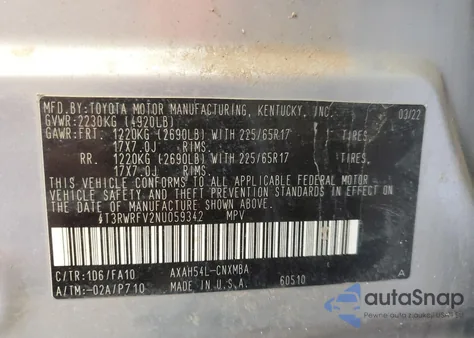 MFD.BY:TOYOTA MOTOR MANUFACTURING, KENTUCKY, INC. 03/22
GVWR:2230KG (4920LB)
GAWR:FRT. 1220KG (2690LB) WITH 225/65R17 TIRES,
17X7.0J RIMS,
RR. 1220KG (2690LB) WITH 225/65R17 TIRES,
17X7.0J RIMS,
THIS VEHICLE CONFORMS TO ALL APPLICABLE FEDERAL MOTOR
VEHICLE SAFETY AND THEFT PREVENTION STANDARDS IN EFFECT ON THE
DATE OF MANUFACTURE SHOWN ABOVE.
4T3RWRFV2NU059342 MPV
C/TR:1D6/FA10 AXAH54L-CNXMBA A
A/TM:-02A/P710 MADE IN U.S.A. 60510
autoSnap
Pewne auto